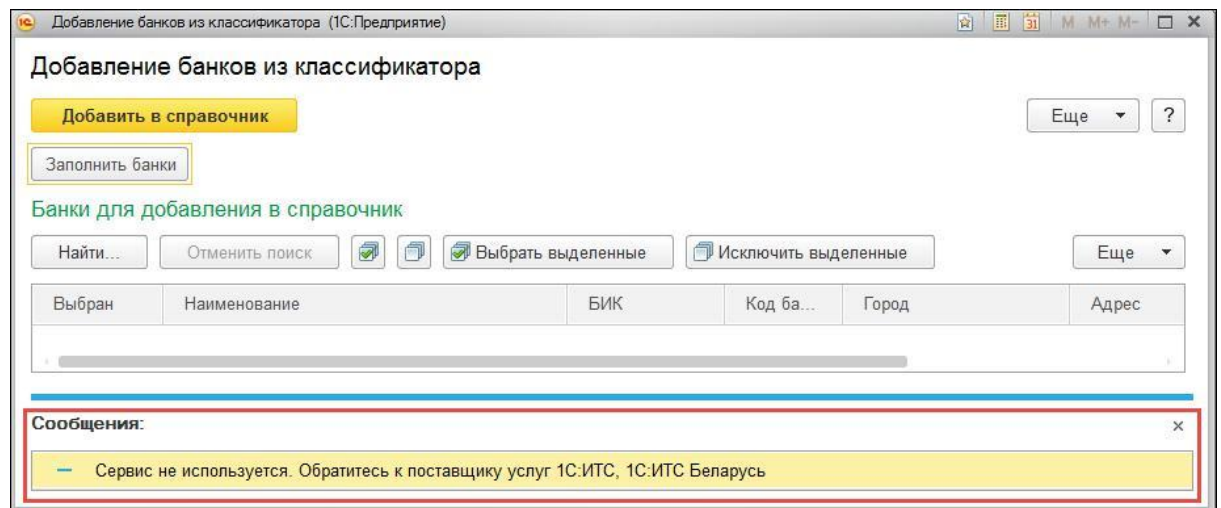 Добавление банков из классификатора (1С:Предприятие)
31 M M+ M-
Добавление банков из классификатора
Добавить в справочник
Еще ?
Заполнить банки
Банки для добавления в справочник
Найти... Отменить поиск Выбрать выделенные Исключить выделенные Еще
Выбран Наименование БИК Код ба... Город Адрес
Сообщения:
Сервис не используется. Обратитесь к поставщику услуг 1С:ИТС, 1С:ИТС Беларусь